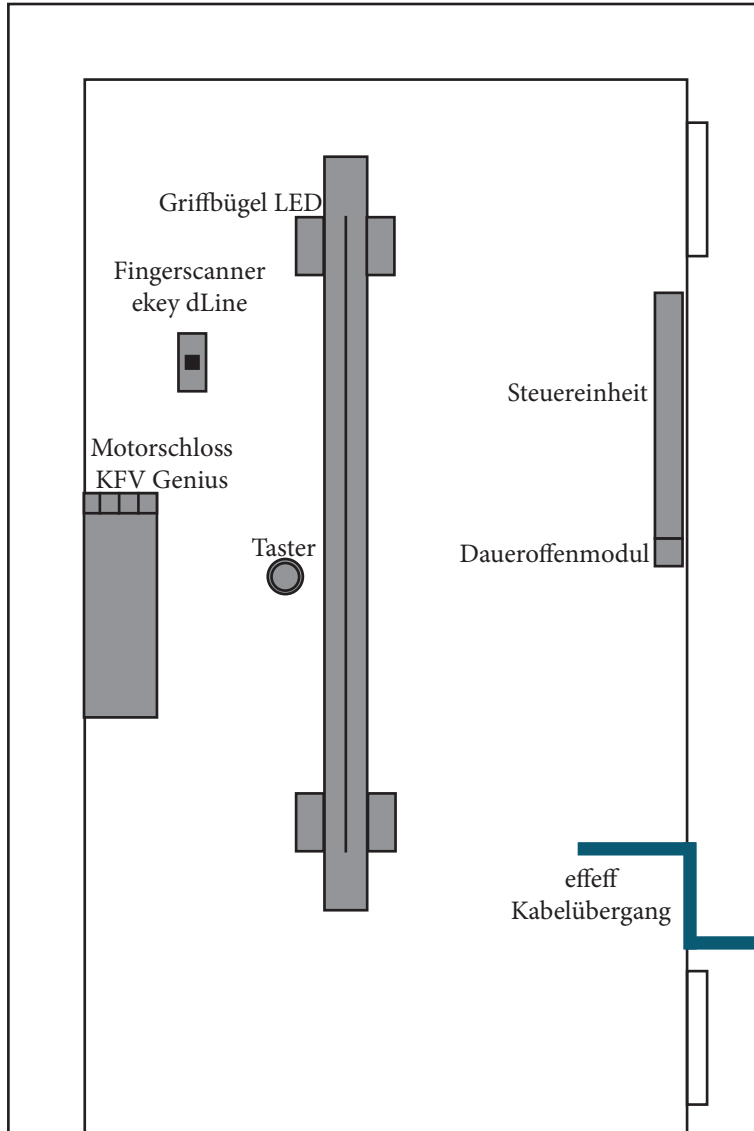 Griffbügel LED
Fingerscanner
ekey dLine
Steuereinheit
Motorschloss
KFV Genius
Taster
Daueroffenmodul
effeff
Kabelübergang